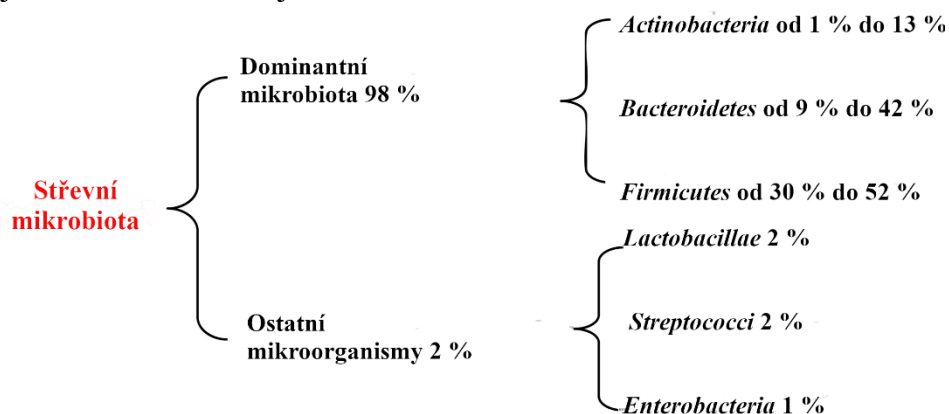 Střevní
mikrobiota
Dominantní
mikrobiota 98 %
Actinobacteria od 1 % do 13 %
Bacteroidetes od 9 % do 42 %
Firmicutes od 30 % do 52 %
Ostatní
mikroorganismy 2 %
Lactobacillae 2 %
Streptococci 2 %
Enterobacteria 1 %